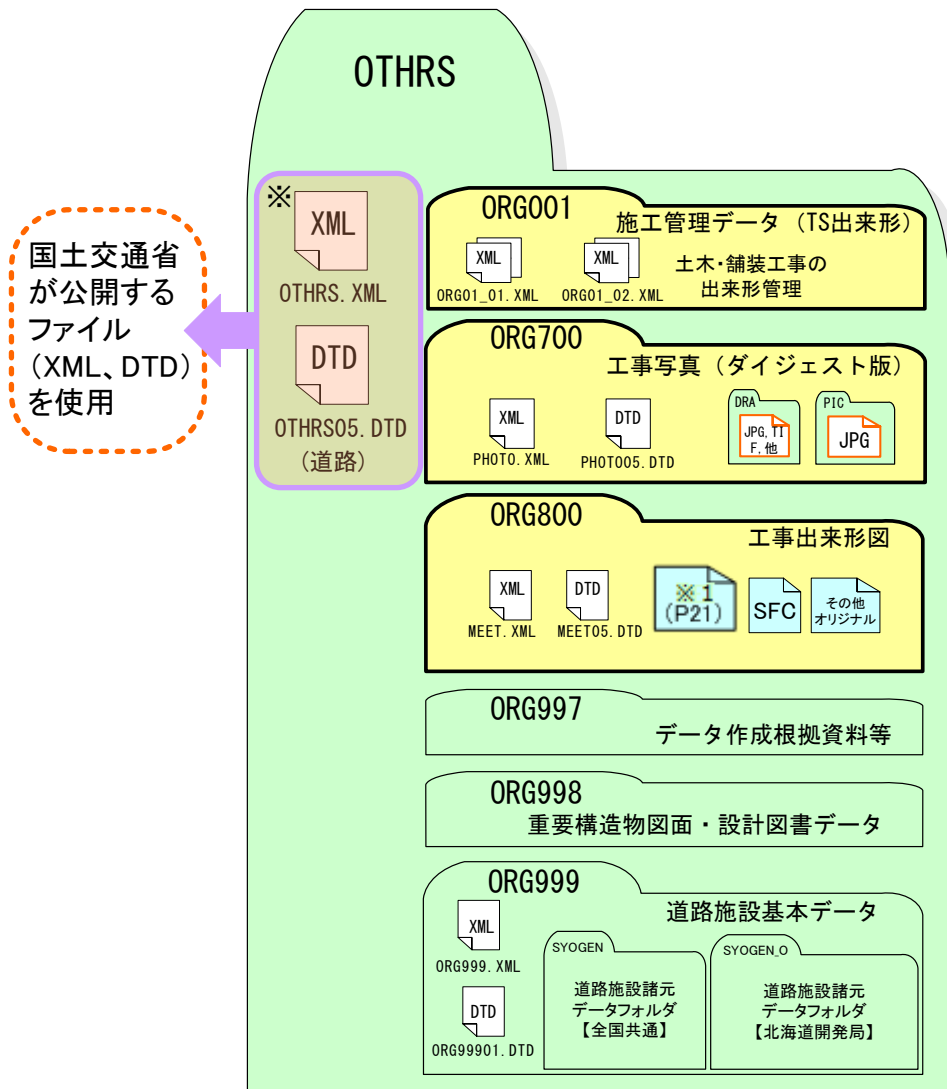 OTHRS
※
XML
OTHRS.XML
DTD
OTHRS05.DTD
(道路)
国土交通省
が公開する
ファイル
(XML、DTD)
を使用
ORG001
施工管理データ (TS出来形)
XML
ORG01_01.XML
XML
ORG01_02.XML
土木・舗装工事の
出来形管理
ORG700
工事写真 (ダイジェスト版)
XML
PHOTO.XML
DTD
PHOTO05.DTD
DRA
JPG,TI
F,他
PIC
JPG
ORG800
工事出来形図
XML
MEET.XML
DTD
MEET05.DTD
※1
(P21)
SFC
その他
オリジナル
ORG997
データ作成根拠資料等
ORG998
重要構造物図面・設計図書データ
ORG999
道路施設基本データ
XML
ORG999.XML
DTD
ORG99901.DTD
SYOGEN
道路施設諸元
データフォルダ
【全国共通】
SYOGEN_O
道路施設諸元
データフォルダ
【北海道開発局】